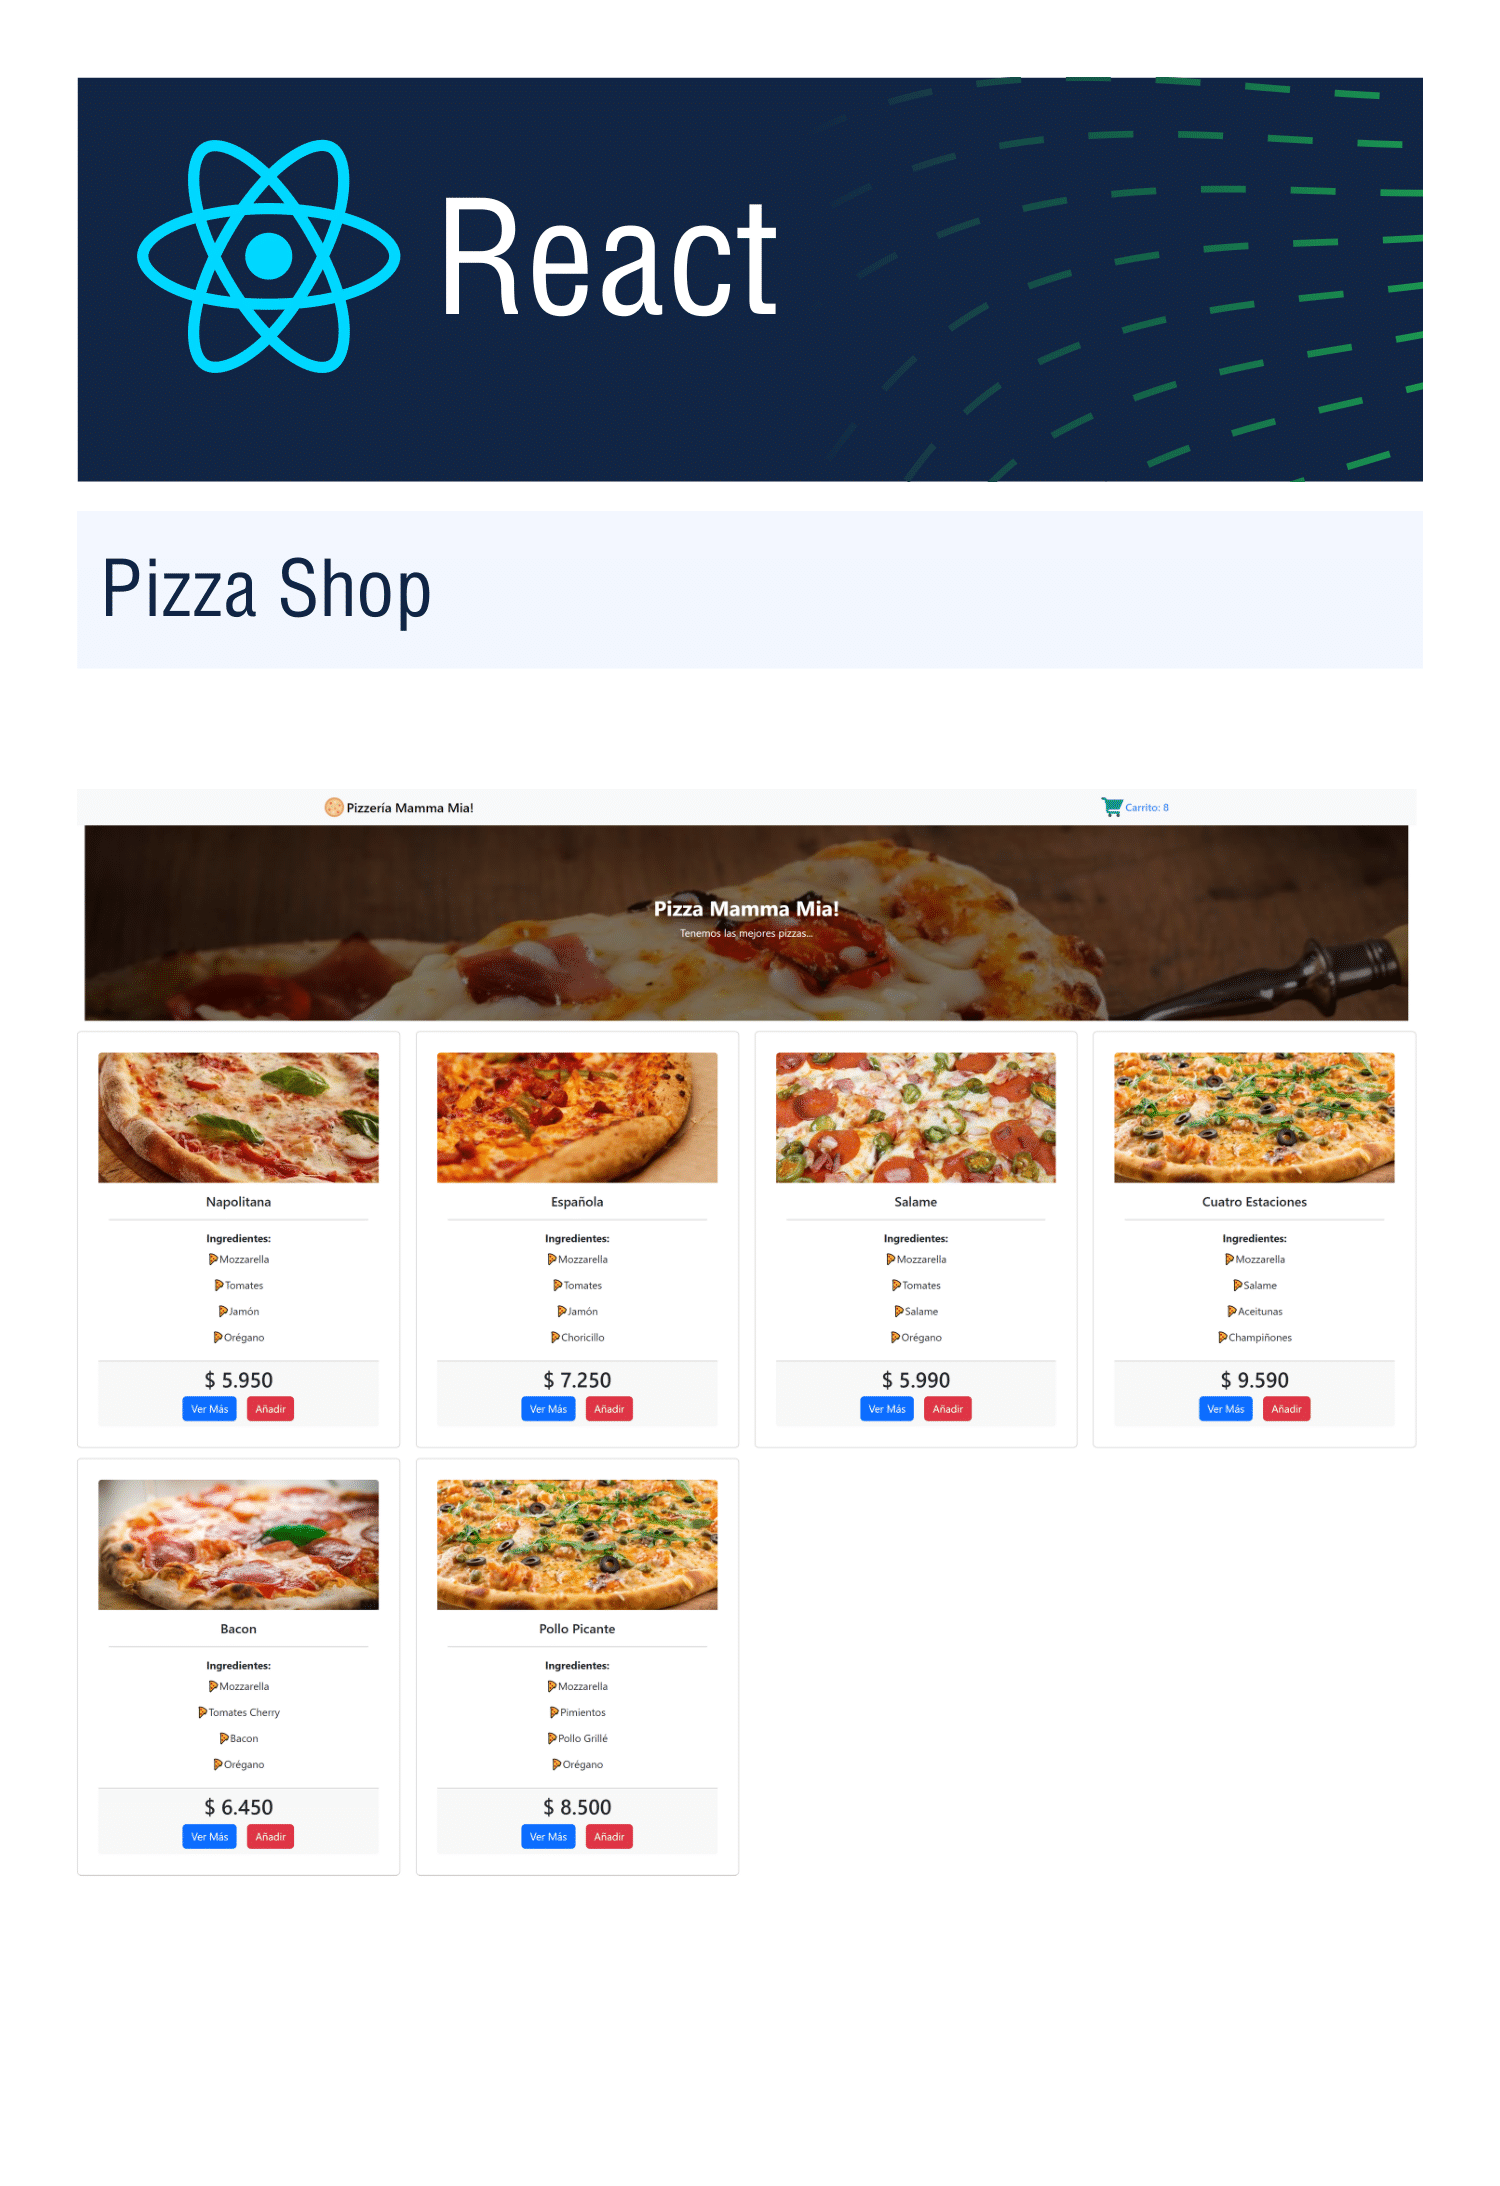 React
Pizza Shop
Pizzería Mamma Mia!
Carrito: 8
Pizza Mamma Mia!
Tenemos las mejores pizzas...
Napolitana
Ingredientes:
Mozzarella
Tomates
Jamón
Orégano
$ 5.950
Ver Más
Añadir
Española
Ingredientes:
Mozzarella
Tomates
Jamón
Choricillo
$ 7.250
Ver Más
Añadir
Salame
Ingredientes:
Mozzarella
Tomates
Salame
Orégano
$ 5.990
Ver Más
Añadir
Cuatro Estaciones
Ingredientes:
Mozzarella
Salame
Aceitunas
Champiñones
$ 9.590
Ver Más
Añadir
Bacon
Ingredientes:
Mozzarella
Tomates Cherry
Bacon
Orégano
$ 6.450
Ver Más
Añadir
Pollo Picante
Ingredientes:
Mozzarella
Pimientos
Pollo Grillé
Orégano
$ 8.500
Ver Más
Añadir